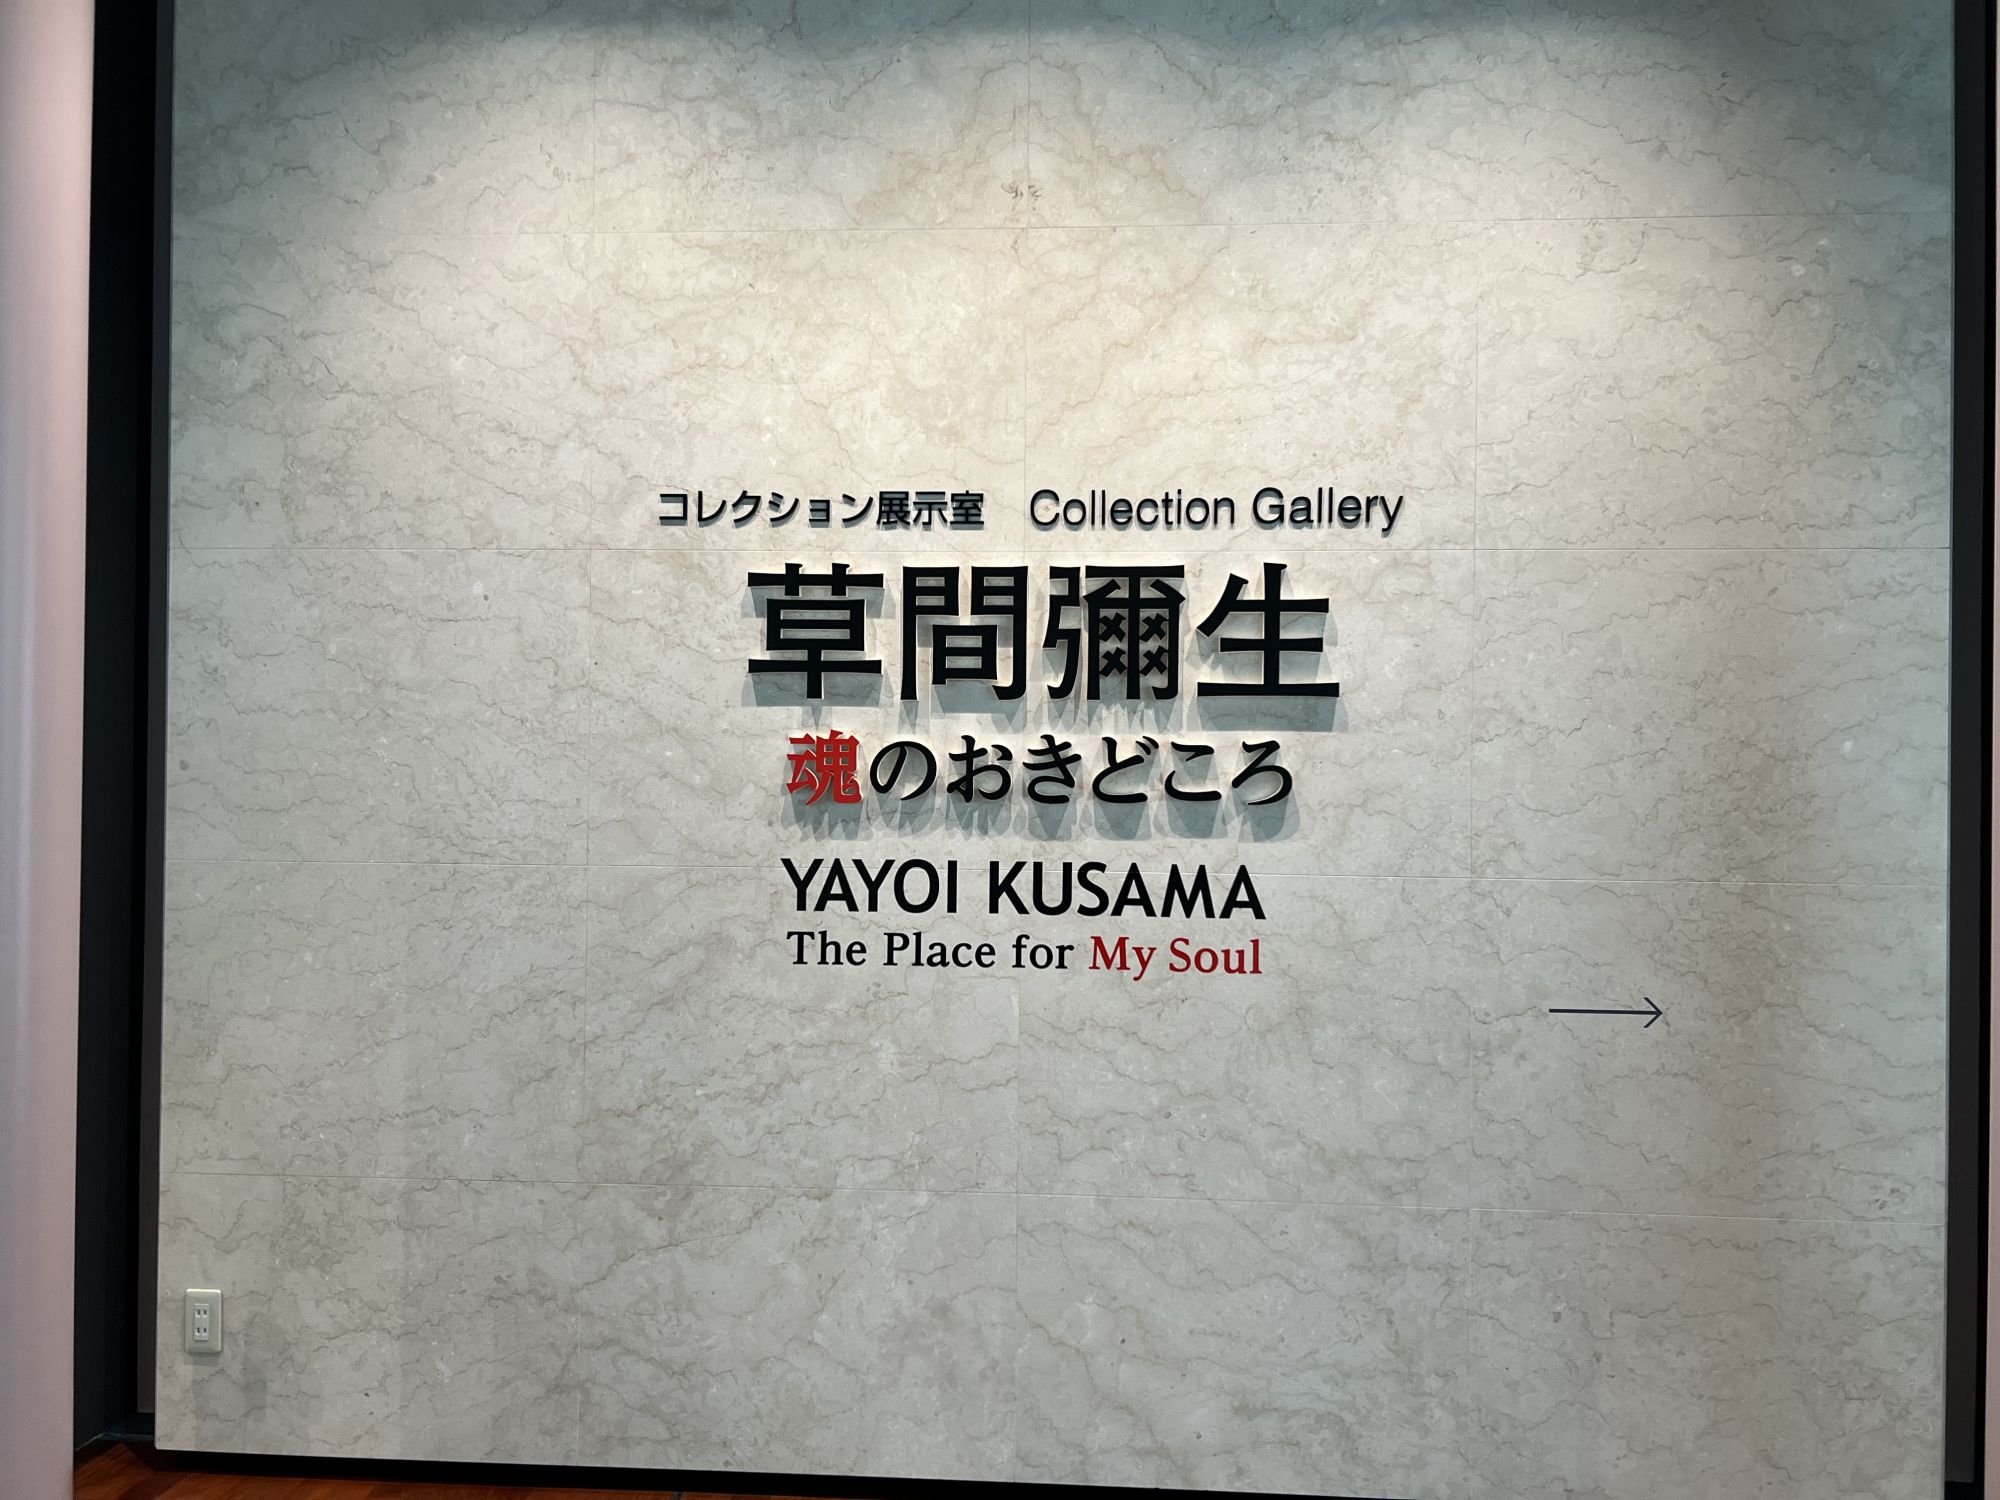 コレクション展示室　Collection Gallery
草間彌生
魂のおきどころ
YAYOI KUSAMA
The Place for My Soul